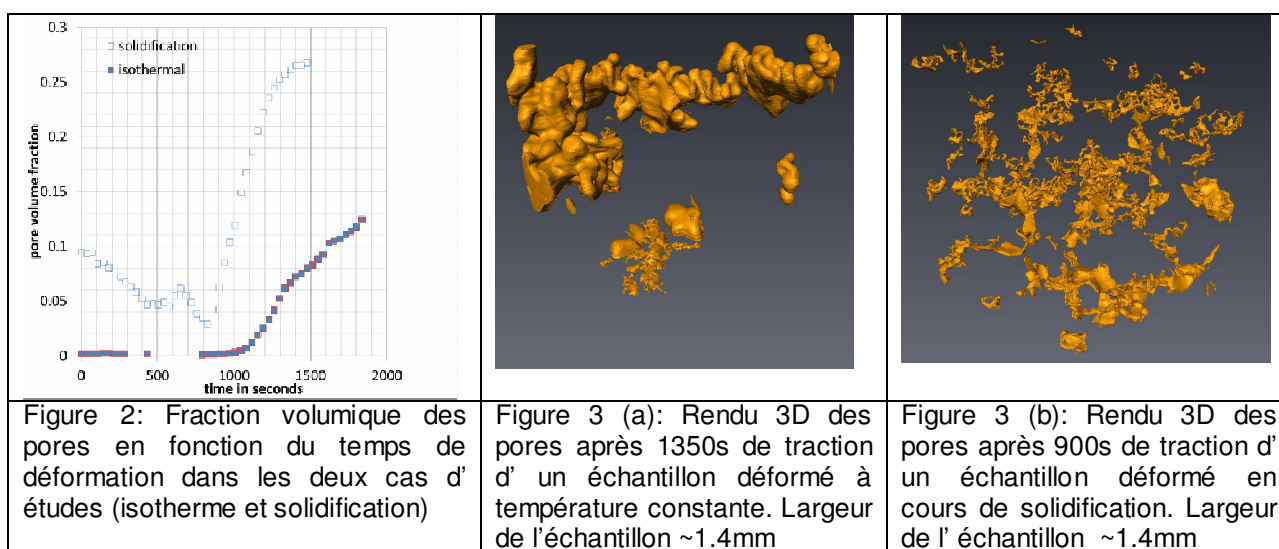 0.3
solidification
isothermal
0.25
0.2
0.15
0.1
0.05
0
pore volume fraction
0 500 1000 1500 2000
time in seconds
Figure 2: Fraction volumique des
pores en fonction du temps de
déformation dans les deux cas d'
études (isotherme et solidification)
Figure 3 (a): Rendu 3D des
pores après 1350s de traction
d' un échantillon déformé à
température constante. Largeur
de l'échantillon ~1.4mm
Figure 3 (b): Rendu 3D des
pores après 900s de traction d'
un échantillon déformé en
cours de solidification. Largeur
de l' échantillon ~1.4mm